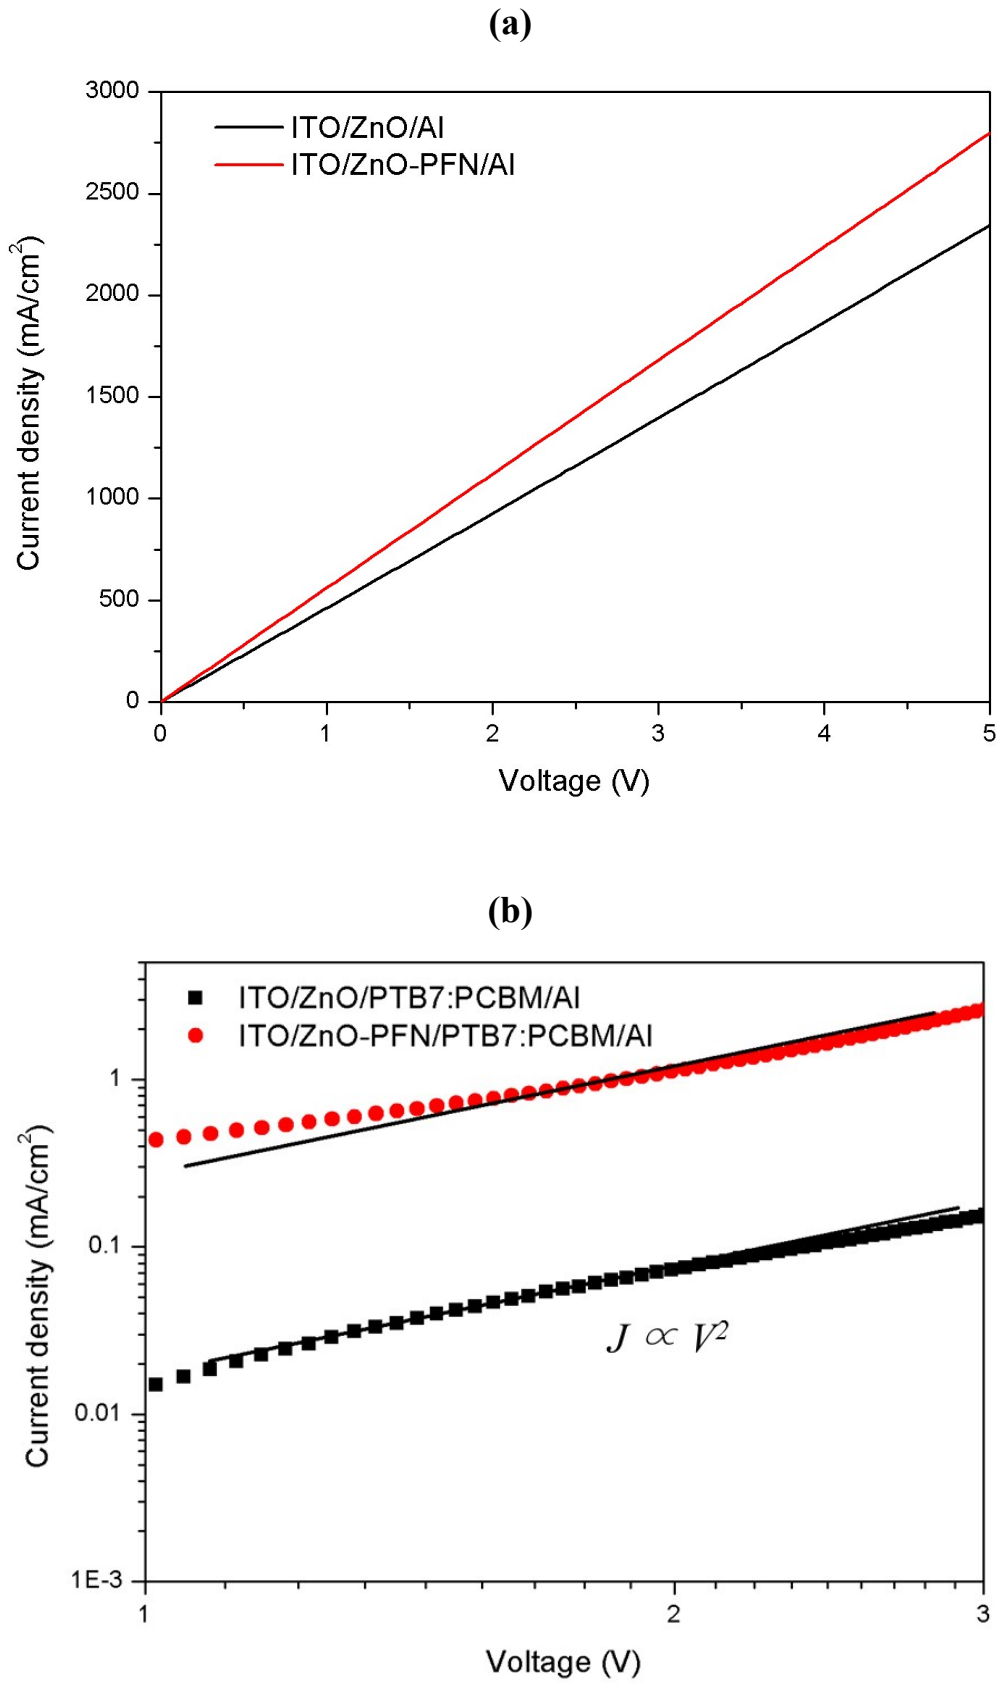 (a)
3000
2500
2000
1500
1000
500
0
ITO/ZnO/Al
ITO/ZnO-PFN/Al
Current density (mA/cm²)
0 1 2 3 4 5
Voltage (V)
(b)
ITO/ZnO/PTB7:PCBM/Al
ITO/ZnO-PFN/PTB7:PCBM/Al
1
0.1
0.01
1E-3
J ∝ V²
Current density (mA/cm²)
1 2 3
Voltage (V)